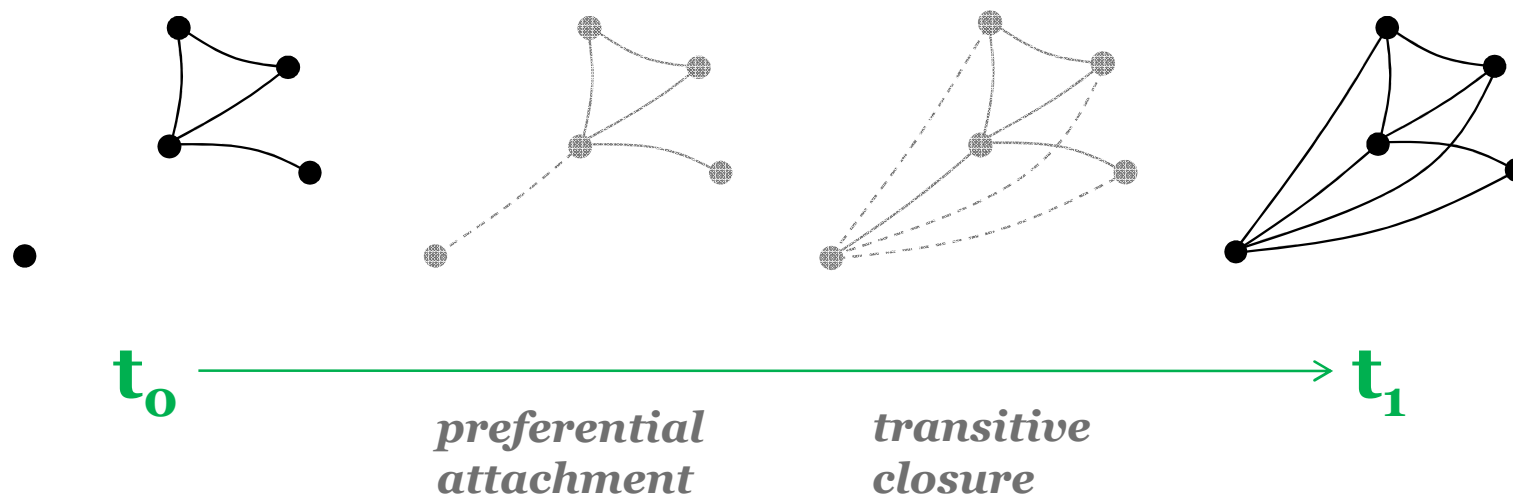 t₀ t₁
preferential transitive
attachment closure